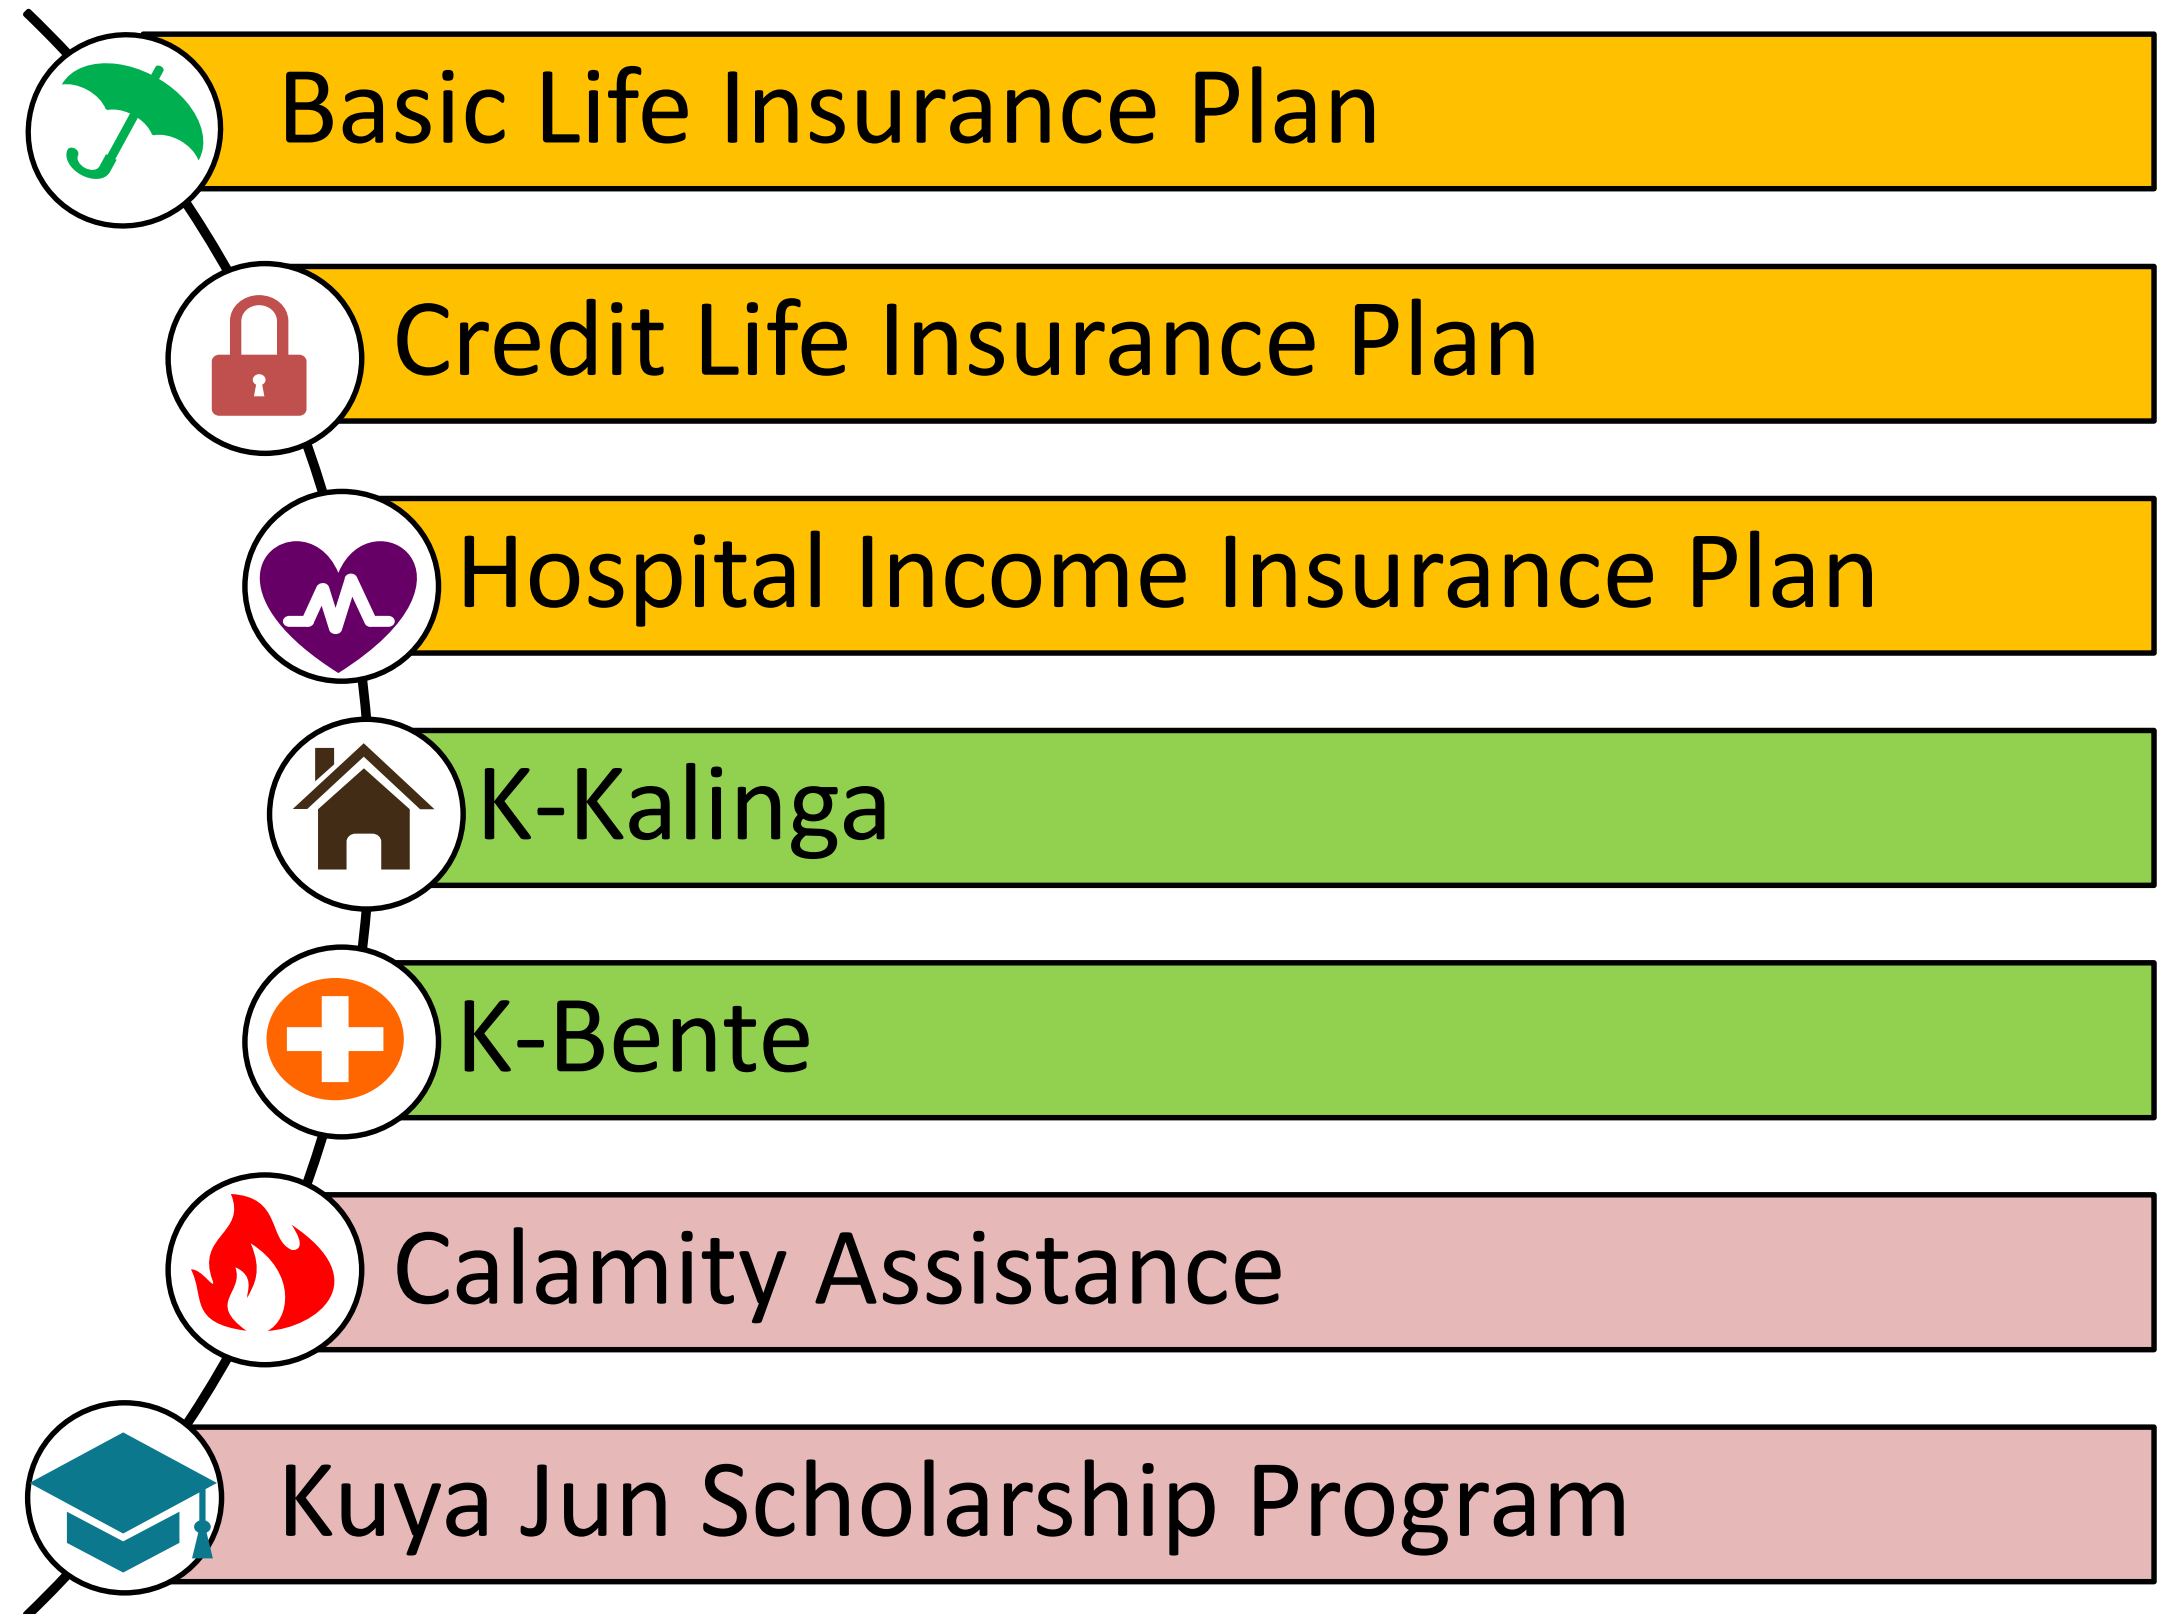 Basic Life Insurance Plan
Credit Life Insurance Plan
Hospital Income Insurance Plan
K-Kalinga
K-Bente
Calamity Assistance
Kuya Jun Scholarship Program